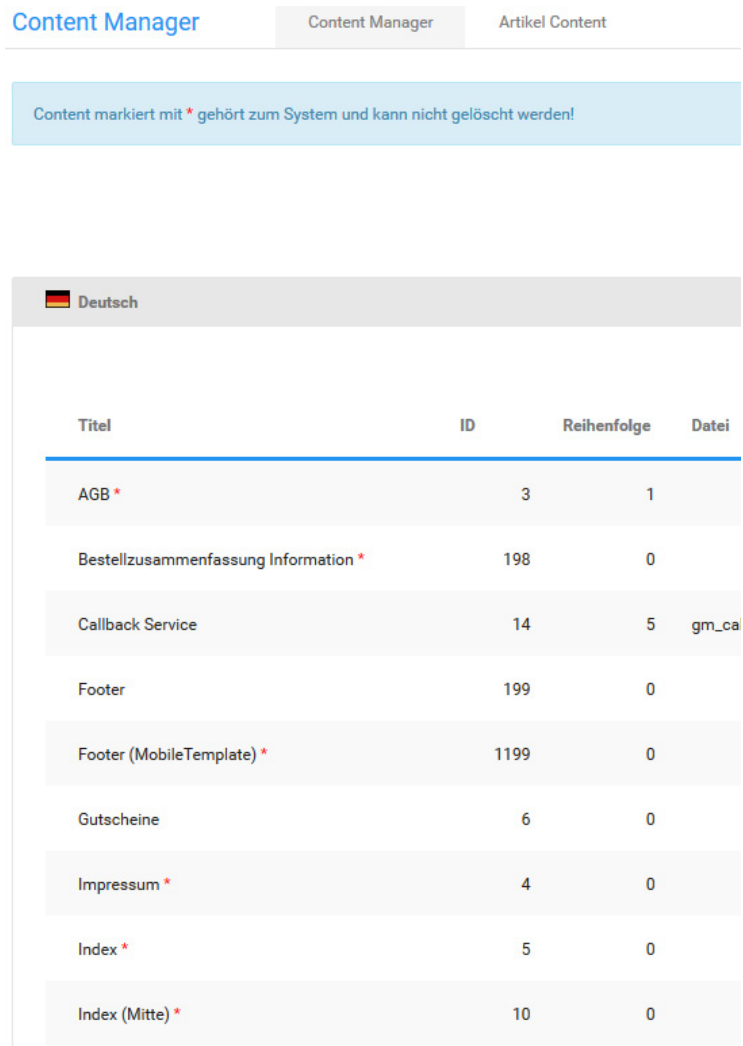 Content Manager Content Manager Artikel Content
Content markiert mit * gehört zum System und kann nicht gelöscht werden!
Deutsch
Titel ID Reihenfolge Datei
AGB * 3 1
Bestellzusammenfassung Information * 198 0
Callback Service 14 5 gm_cal
Footer 199 0
Footer (MobileTemplate) * 1199 0
Gutscheine 6 0
Impressum * 4 0
Index * 5 0
Index (Mitte) * 10 0